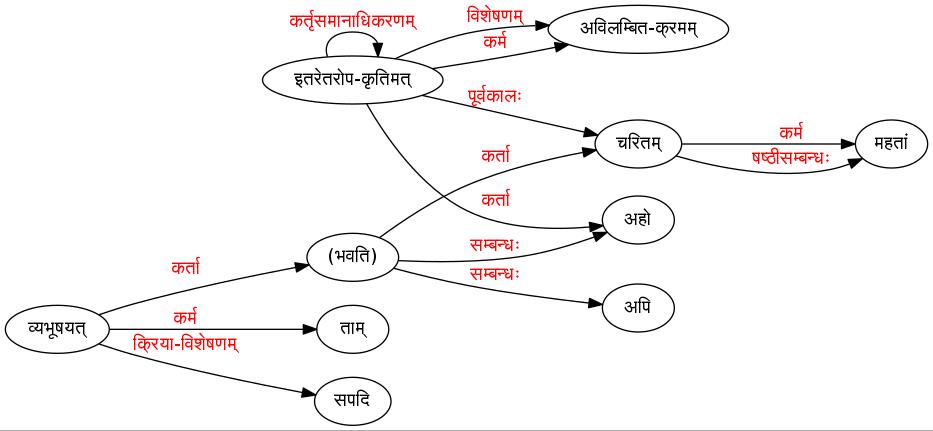 कर्तृसमानाधिकरणम्
विशेषणम्
अविलम्बित-क्रमम्
कर्म
इतरेतरोप-कृतिमत्
पूर्वकालः
चरितम्
कर्म
महतां
षष्ठीसम्बन्धः
कर्ता
कर्ता
अहो
सम्बन्धः
(भवति)
सम्बन्धः
कर्ता
अपि
व्यभूषयत्
कर्म
ताम्
क्रिया-विशेषणम्
सपदि